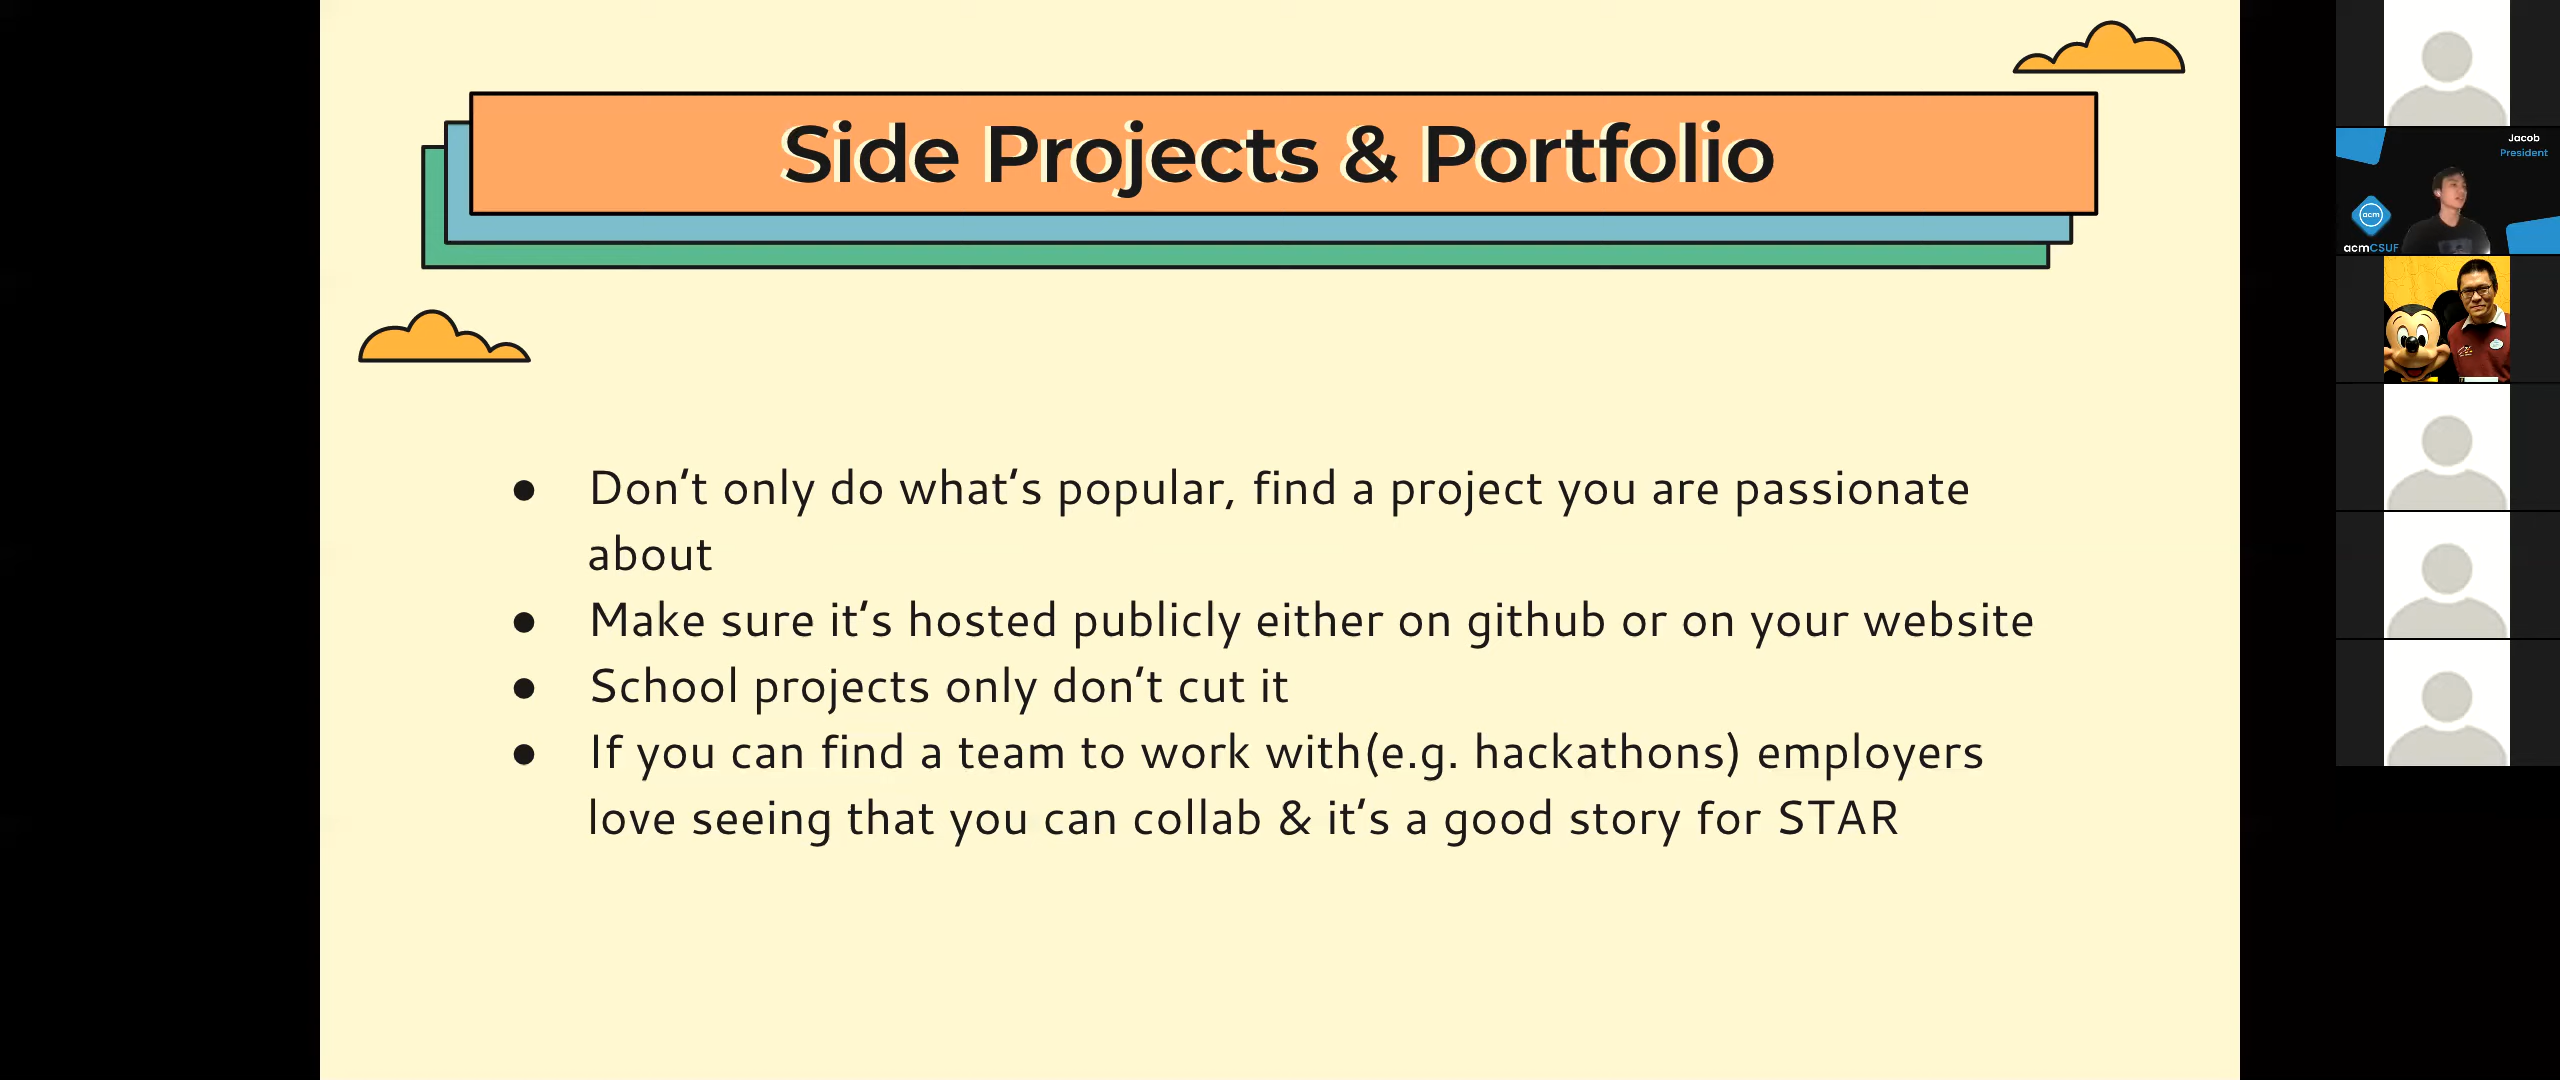 Side Projects & Portfolio
● Don't only do what's popular, find a project you are passionate
about
● Make sure it's hosted publicly either on github or on your website
● School projects only don't cut it
● If you can find a team to work with(e.g. hackathons) employers
love seeing that you can collab & it's a good story for STAR
Jacob
President
acm
acmCSUF